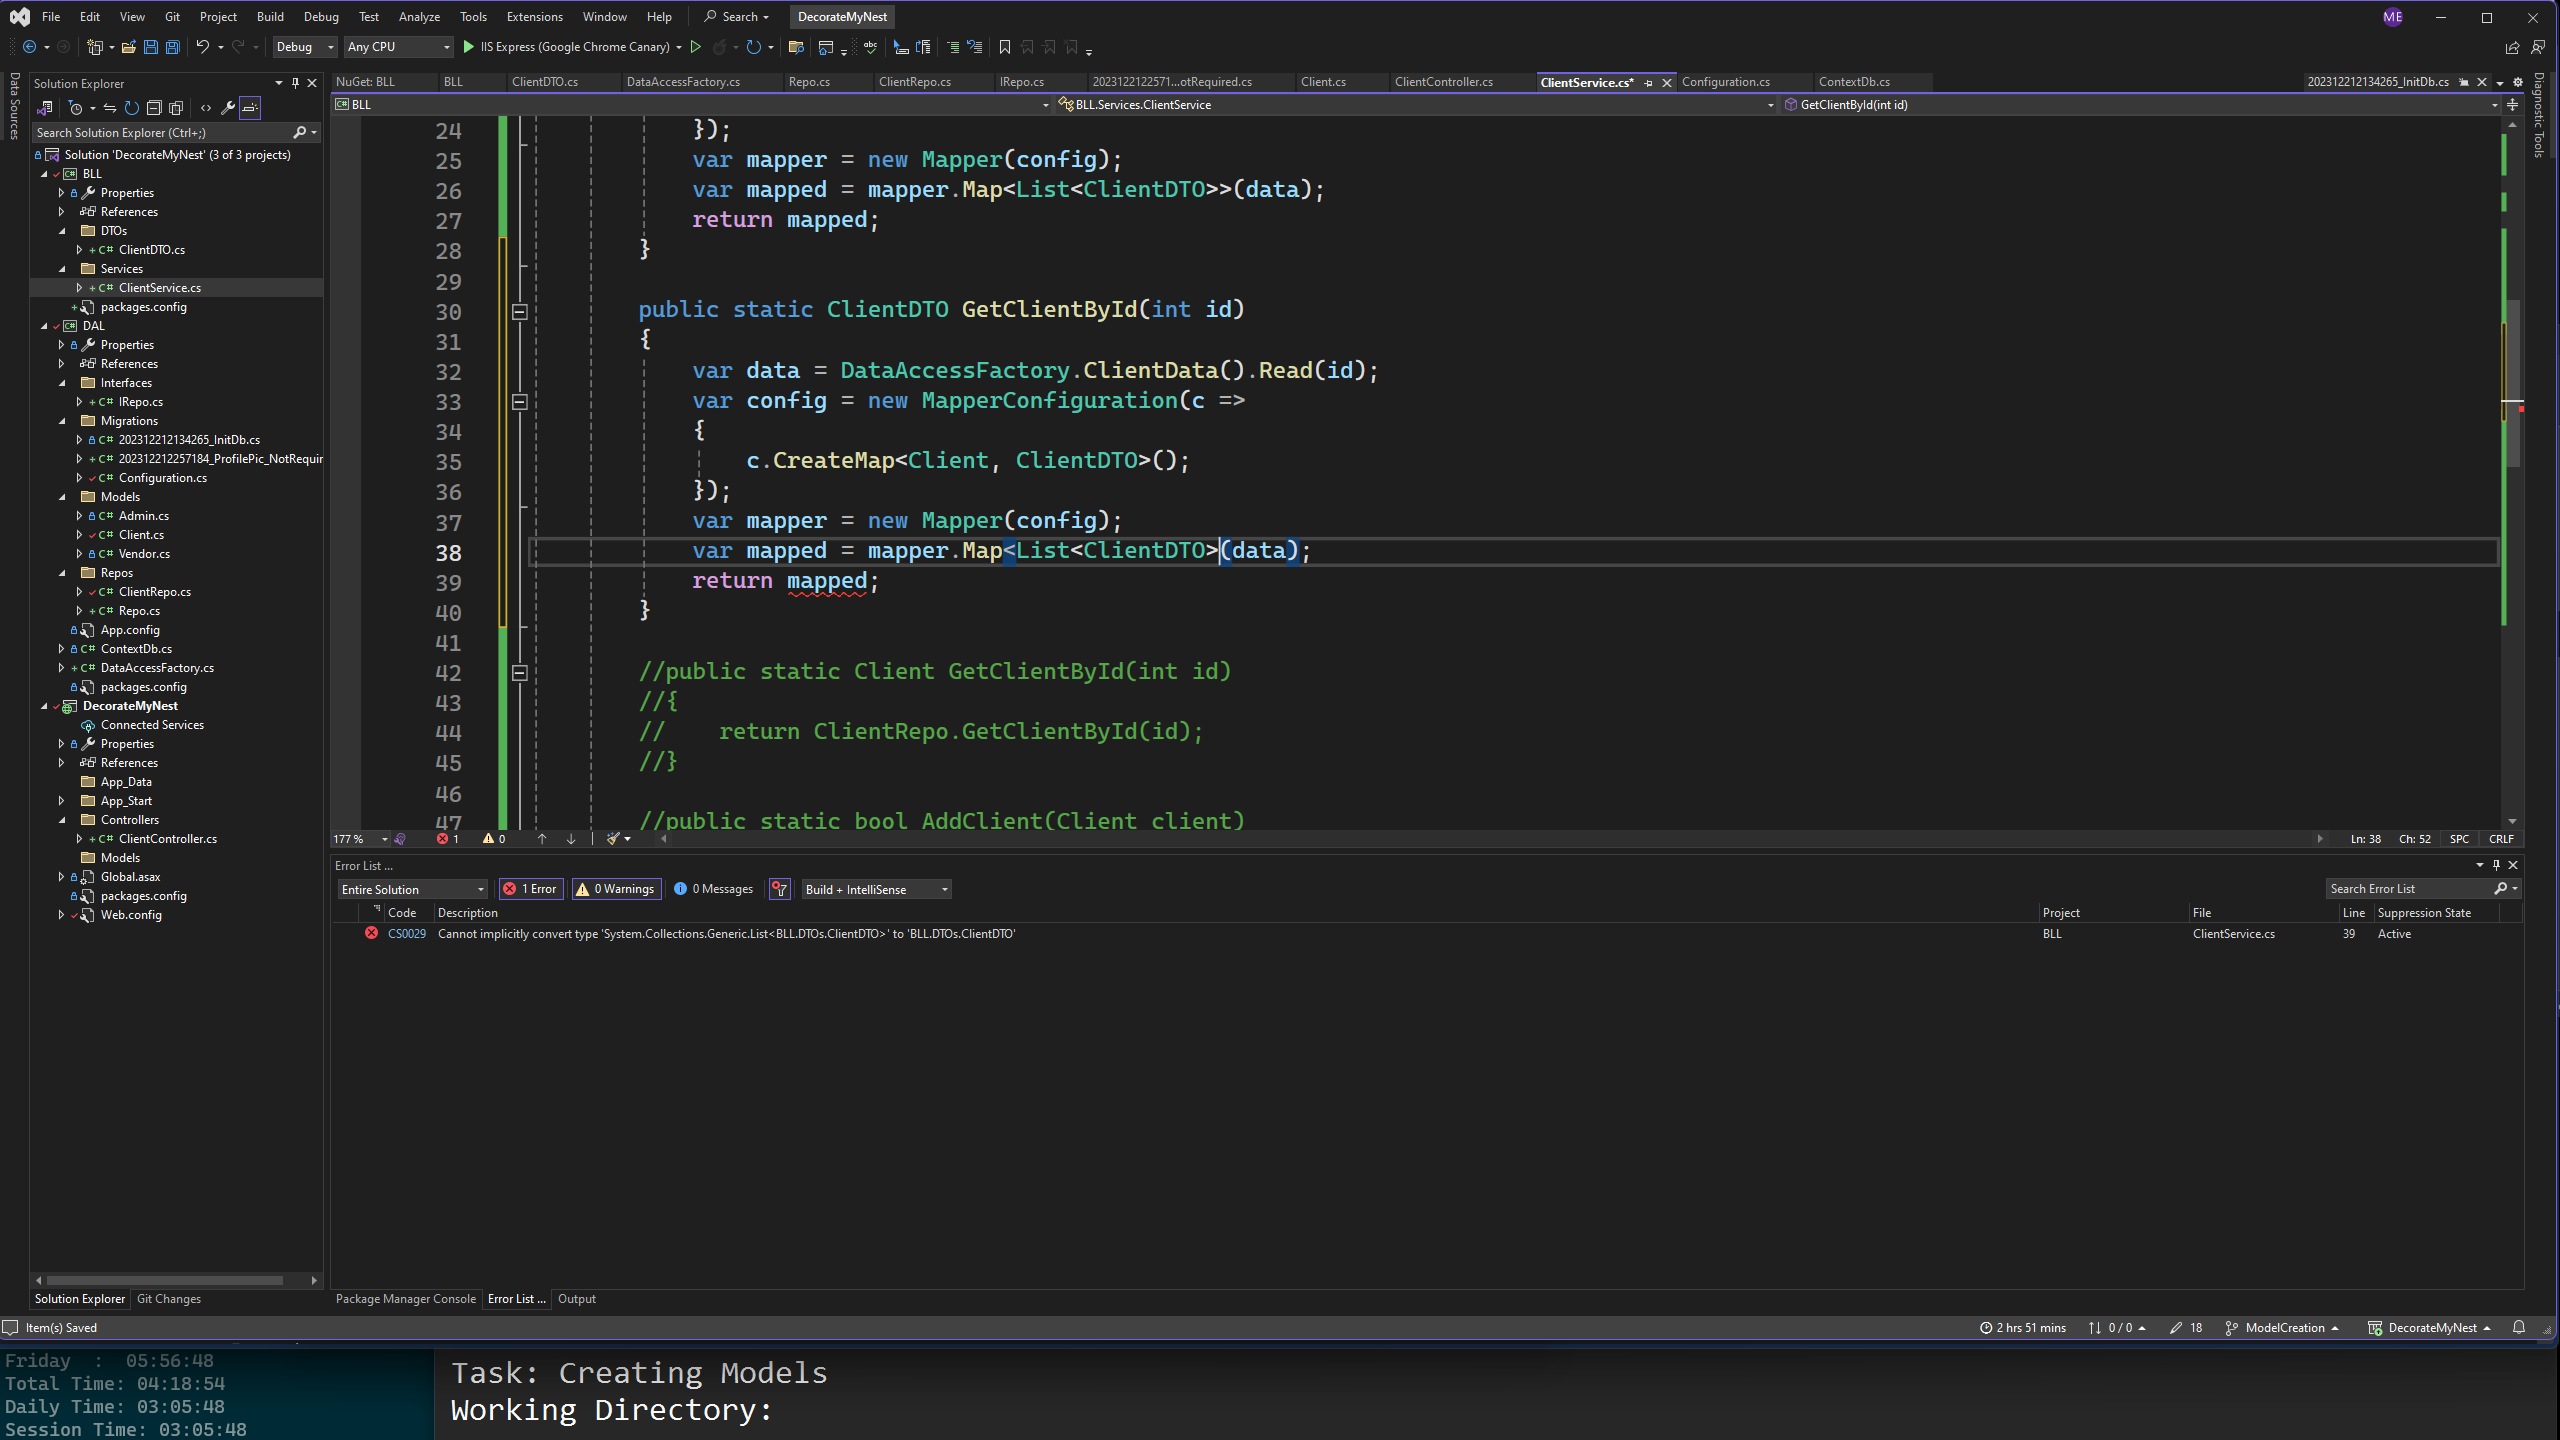 File Edit View Git Project Build Debug Test Analyze Tools Extensions Window Help Search DecorateMyNest ME
Debug Any CPU IIS Express (Google Chrome Canary)
Data Sources
Solution Explorer
Search Solution Explorer (Ctrl+;)
Solution 'DecorateMyNest' (3 of 3 projects)
BLL
Properties
References
DTOs
ClientDTO.cs
Services
ClientService.cs
packages.config
DAL
Properties
References
Interfaces
IRepo.cs
Migrations
202312212134265_InitDb.cs
202312212257184_ProfilePic_NotRequir
Configuration.cs
Models
Admin.cs
Client.cs
Vendor.cs
Repos
ClientRepo.cs
Repo.cs
App.config
ContextDb.cs
DataAccessFactory.cs
packages.config
DecorateMyNest
Connected Services
Properties
References
App_Data
App_Start
Controllers
ClientController.cs
Models
Global.asax
packages.config
Web.config
Solution Explorer Git Changes
NuGet: BLL BLL ClientDTO.cs DataAccessFactory.cs Repo.cs ClientRepo.cs IRepo.cs 2023122122571...otRequired.cs Client.cs ClientController.cs ClientService.cs* Configuration.cs ContextDb.cs 202312212134265_InitDb.cs
BLL BLL.Services.ClientService GetClientById(int id)
24 });
25 var mapper = new Mapper(config);
26 var mapped = mapper.Map<List<ClientDTO>>(data);
27 return mapped;
28 }
29
30 public static ClientDTO GetClientById(int id)
31 {
32 var data = DataAccessFactory.ClientData().Read(id);
33 var config = new MapperConfiguration(c =>
34 {
35 c.CreateMap<Client, ClientDTO>();
36 });
37 var mapper = new Mapper(config);
38 var mapped = mapper.Map<List<ClientDTO>(data);
39 return mapped;
40 }
41
42 //public static Client GetClientById(int id)
43 //{
44 // return ClientRepo.GetClientById(id);
45 //}
46
47 //public static bool AddClient(Client client)
177 % 1 0 Ln: 38 Ch: 52 SPC CRLF
Diagnostic Tools
Error List ...
Entire Solution 1 Error 0 Warnings 0 Messages Build + IntelliSense Search Error List
Code Description Project File Line Suppression State
CS0029 Cannot implicitly convert type 'System.Collections.Generic.List<BLL.DTOs.ClientDTO>' to 'BLL.DTOs.ClientDTO' BLL ClientService.cs 39 Active
Package Manager Console Error List ... Output
Item(s) Saved 2 hrs 51 mins 0 / 0 18 ModelCreation DecorateMyNest
Friday : 05:56:48
Total Time: 04:18:54
Daily Time: 03:05:48
Session Time: 03:05:48
Task: Creating Models
Working Directory: